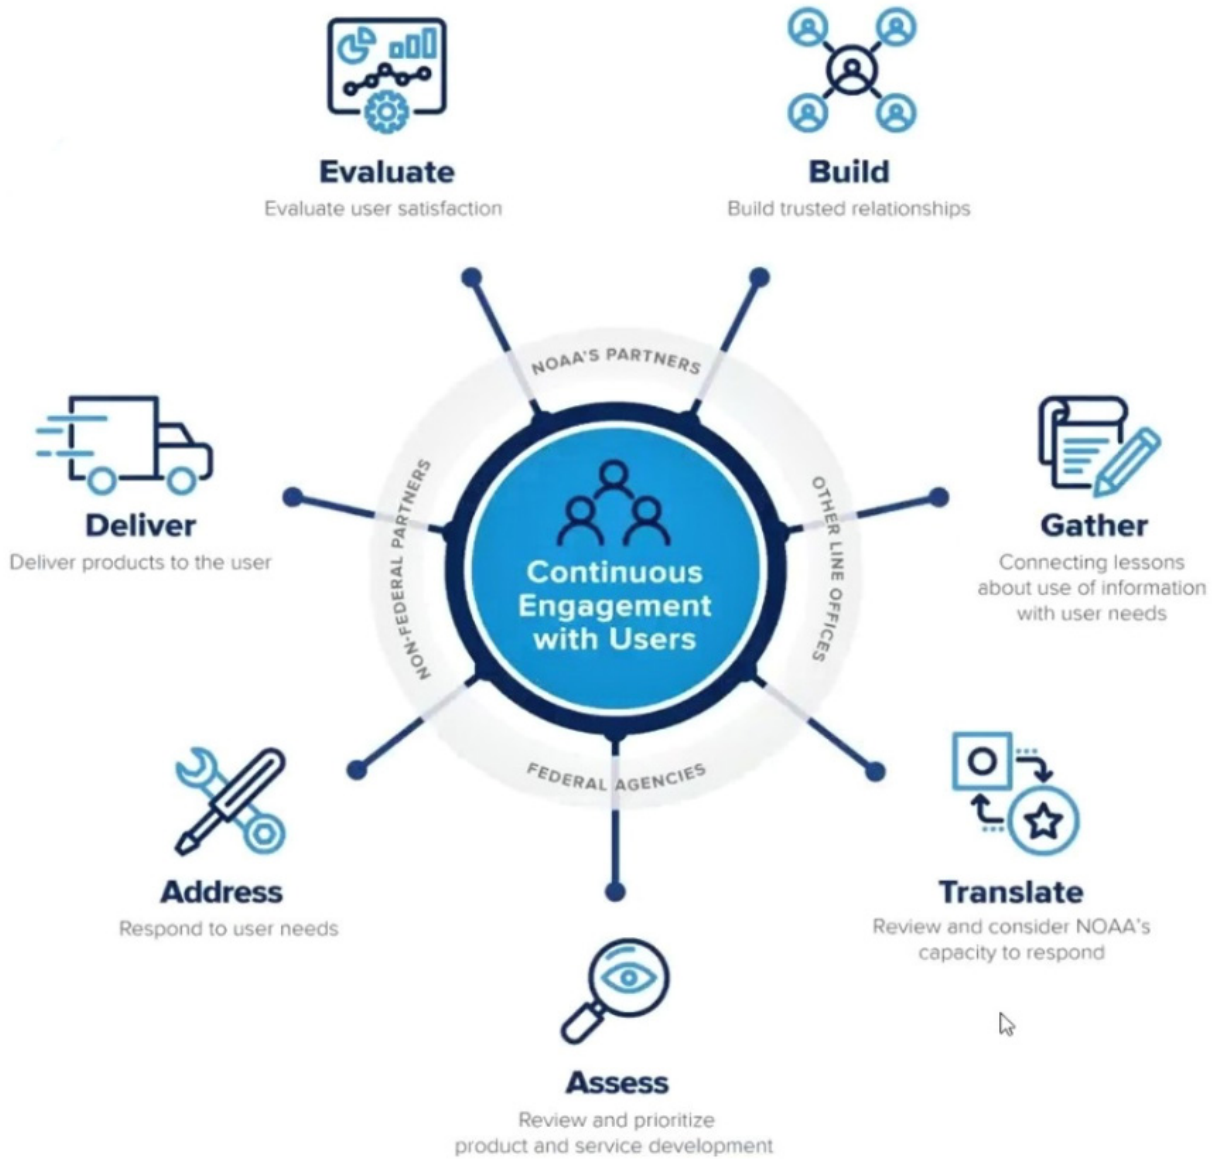 Evaluate
Evaluate user satisfaction
Build
Build trusted relationships
NOAA'S PARTNERS
Deliver
Deliver products to the user
NON-FEDERAL PARTNERS
Continuous
Engagement
with Users
OTHER LINE OFFICES
Gather
Connecting lessons
about use of information
with user needs
FEDERAL AGENCIES
Address
Respond to user needs
Translate
Review and consider NOAA's
capacity to respond
Assess
Review and prioritize
product and service development